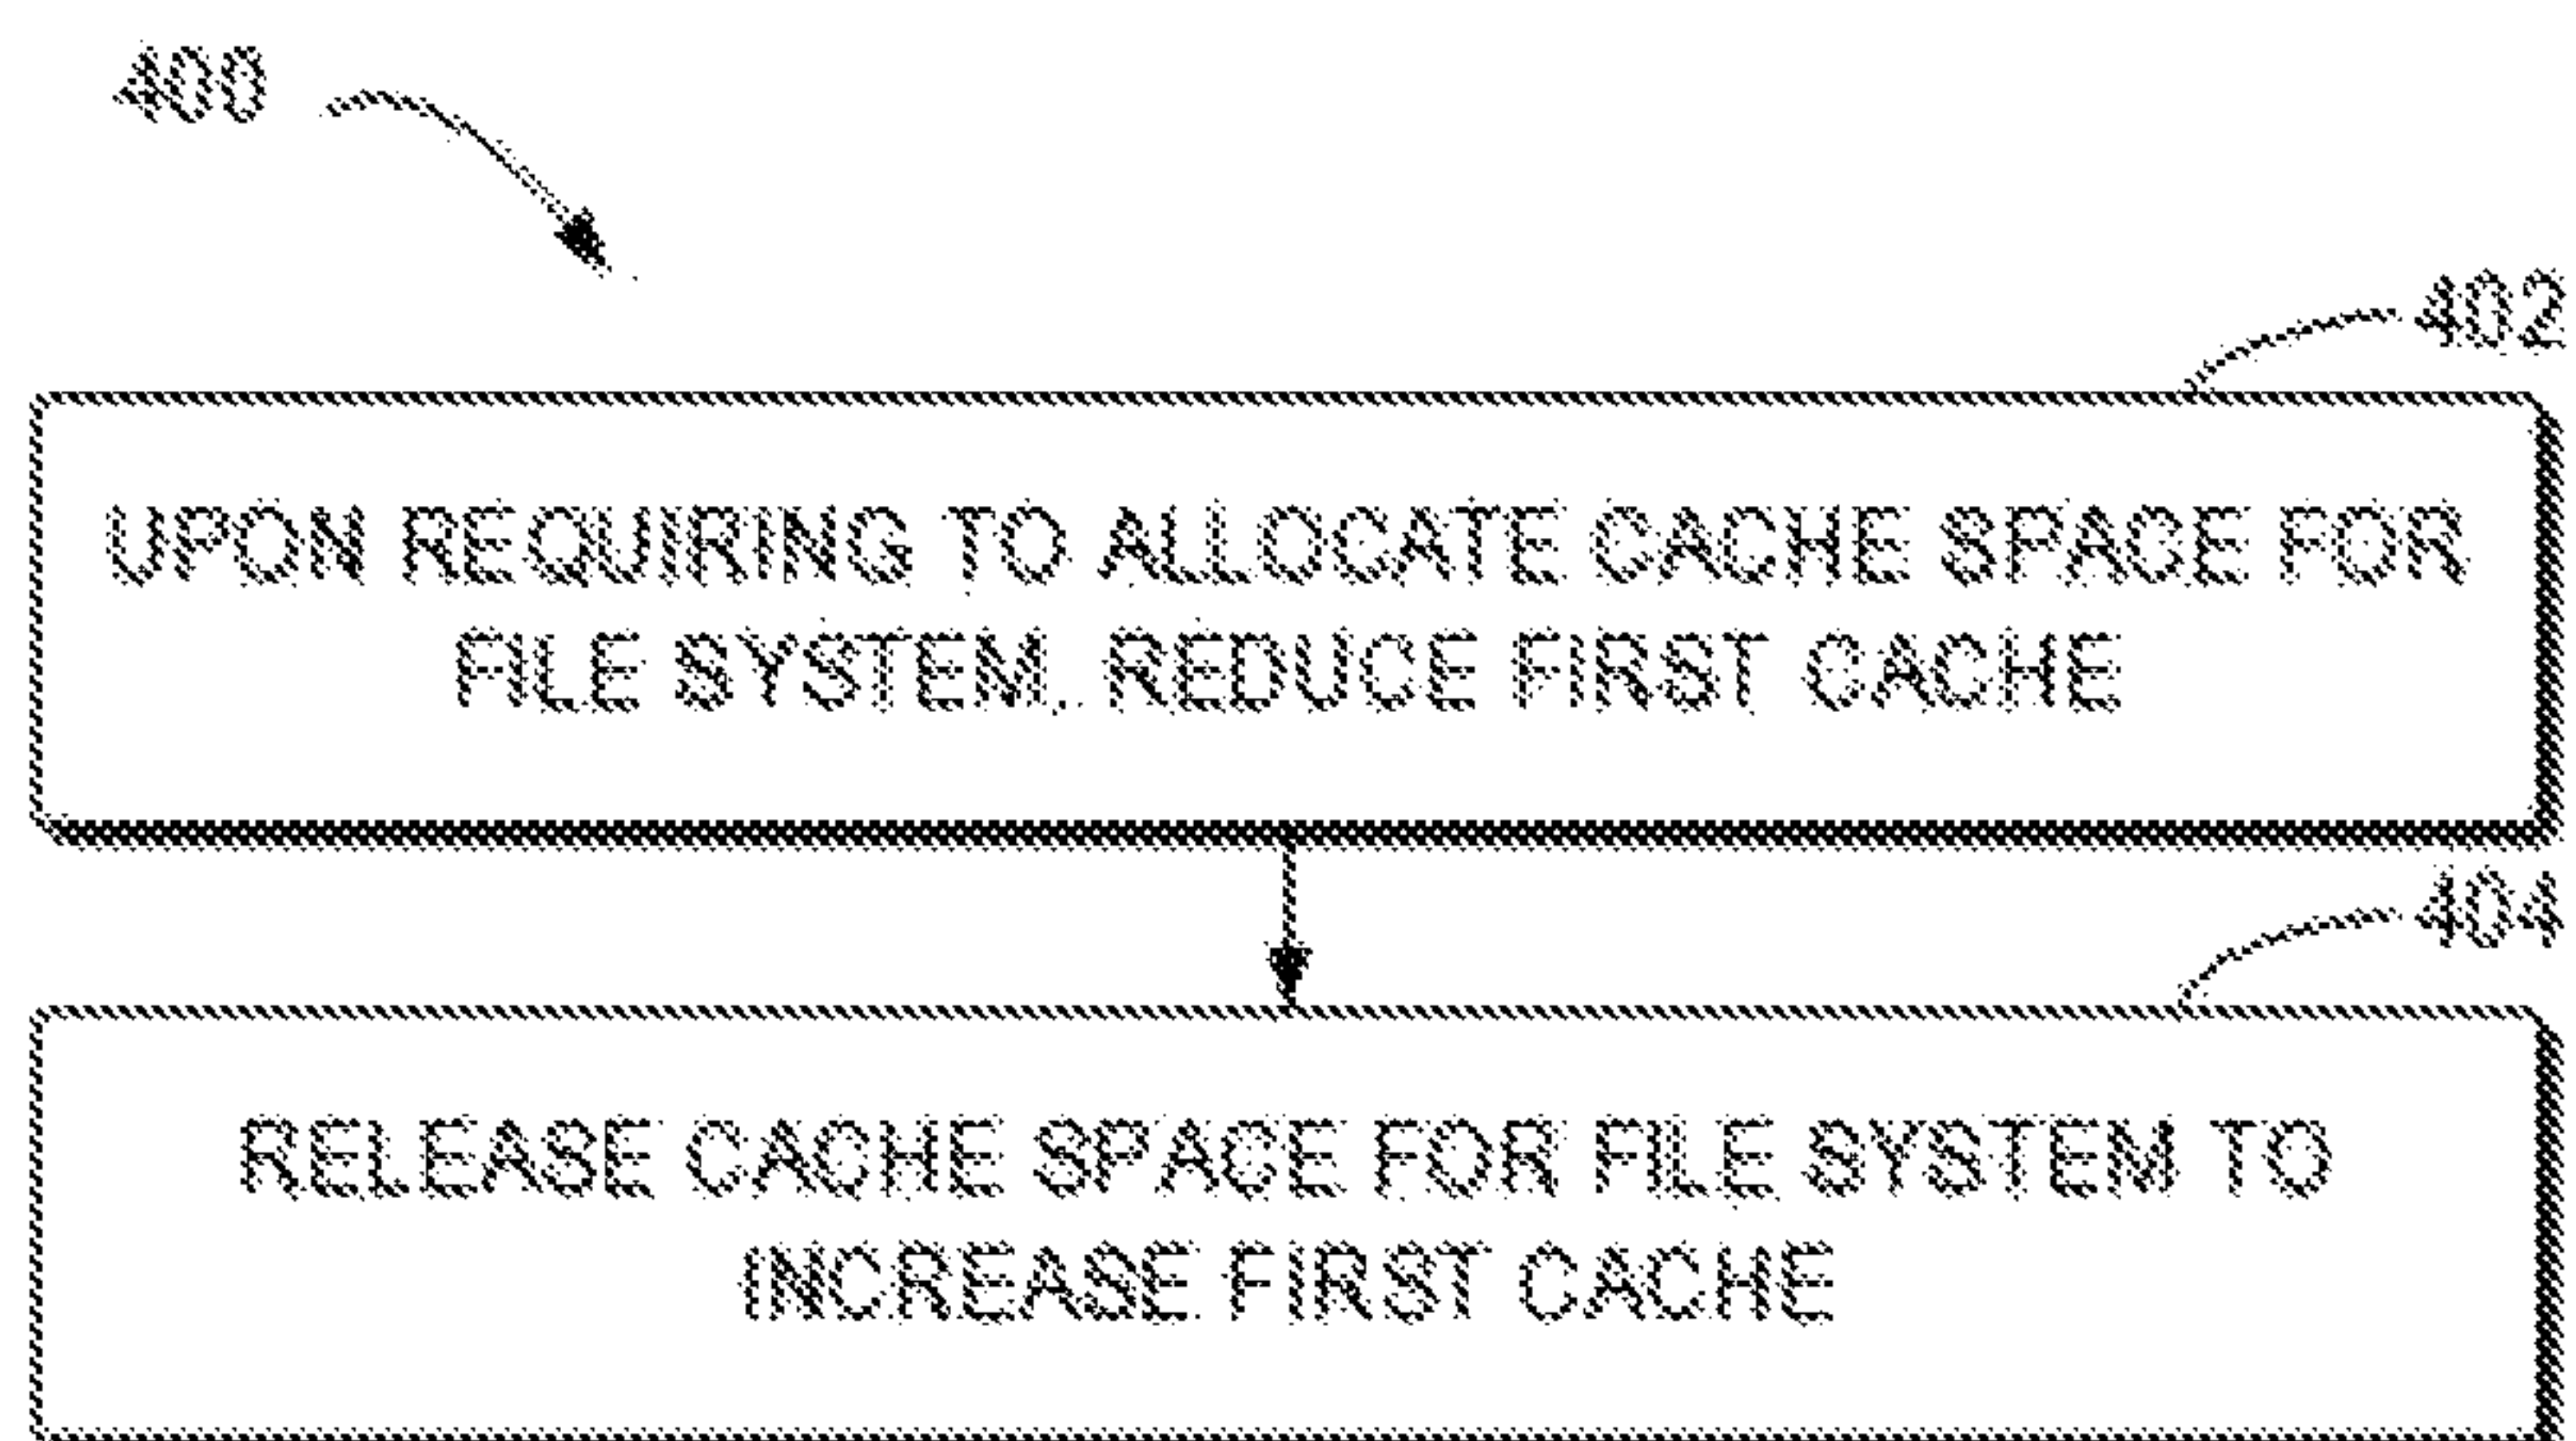 400
402
UPON REQUIRING TO ALLOCATE CACHE SPACE FOR
FILE SYSTEM, REDUCE FIRST CACHE
404
RELEASE CACHE SPACE FOR FILE SYSTEM TO
INCREASE FIRST CACHE